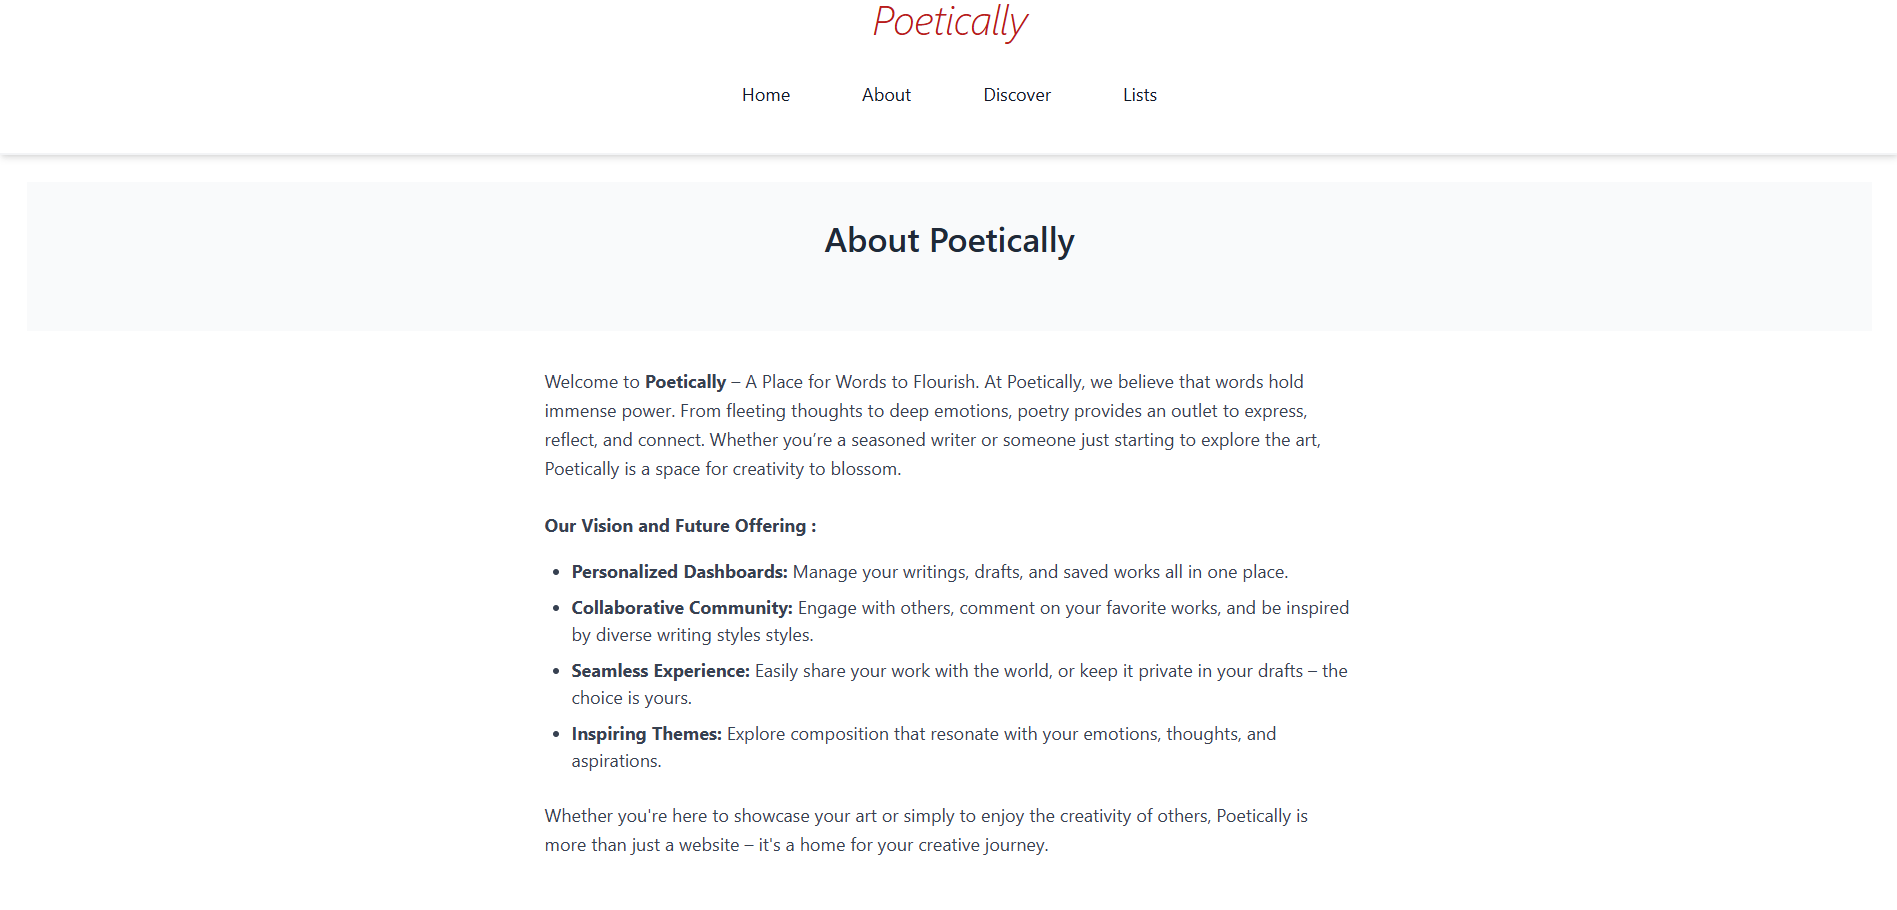 Poetically
Home About Discover Lists
About Poetically
Welcome to Poetically – A Place for Words to Flourish. At Poetically, we believe that words hold
immense power. From fleeting thoughts to deep emotions, poetry provides an outlet to express,
reflect, and connect. Whether you’re a seasoned writer or someone just starting to explore the art,
Poetically is a space for creativity to blossom.
Our Vision and Future Offering :
• Personalized Dashboards: Manage your writings, drafts, and saved works all in one place.
• Collaborative Community: Engage with others, comment on your favorite works, and be inspired
by diverse writing styles styles.
• Seamless Experience: Easily share your work with the world, or keep it private in your drafts – the
choice is yours.
• Inspiring Themes: Explore composition that resonate with your emotions, thoughts, and
aspirations.
Whether you're here to showcase your art or simply to enjoy the creativity of others, Poetically is
more than just a website – it's a home for your creative journey.